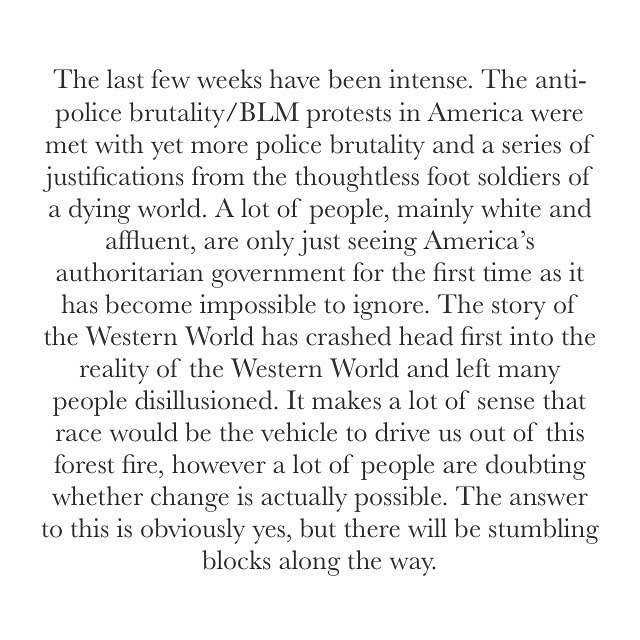 The last few weeks have been intense. The anti-
police brutality/BLM protests in America were
met with yet more police brutality and a series of
justifications from the thoughtless foot soldiers of
a dying world. A lot of people, mainly white and
affluent, are only just seeing America’s
authoritarian government for the first time as it
has become impossible to ignore. The story of
the Western World has crashed head first into the
reality of the Western World and left many
people disillusioned. It makes a lot of sense that
race would be the vehicle to drive us out of this
forest fire, however a lot of people are doubting
whether change is actually possible. The answer
to this is obviously yes, but there will be stumbling
blocks along the way.